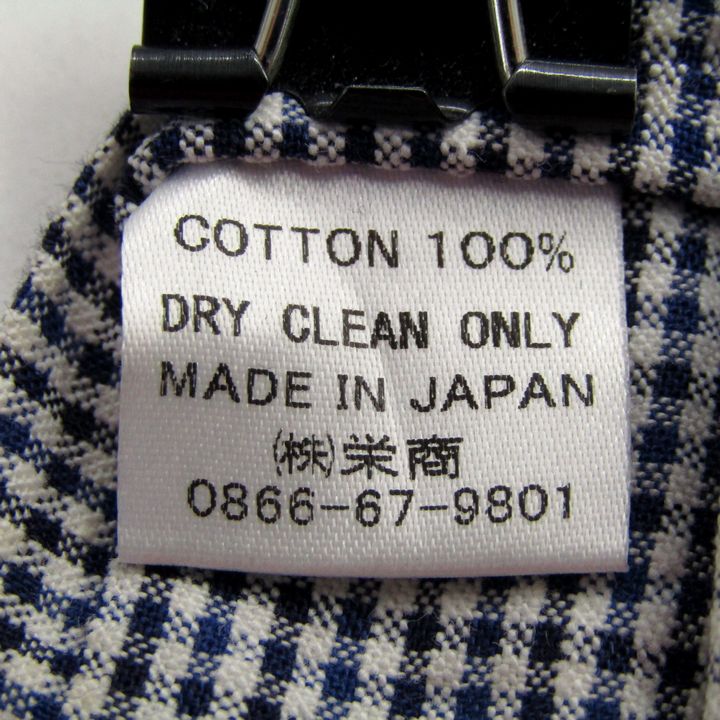 COTTON 100%
DRY CLEAN ONLY
MADE IN JAPAN
㈱栄商
0866-67-9801